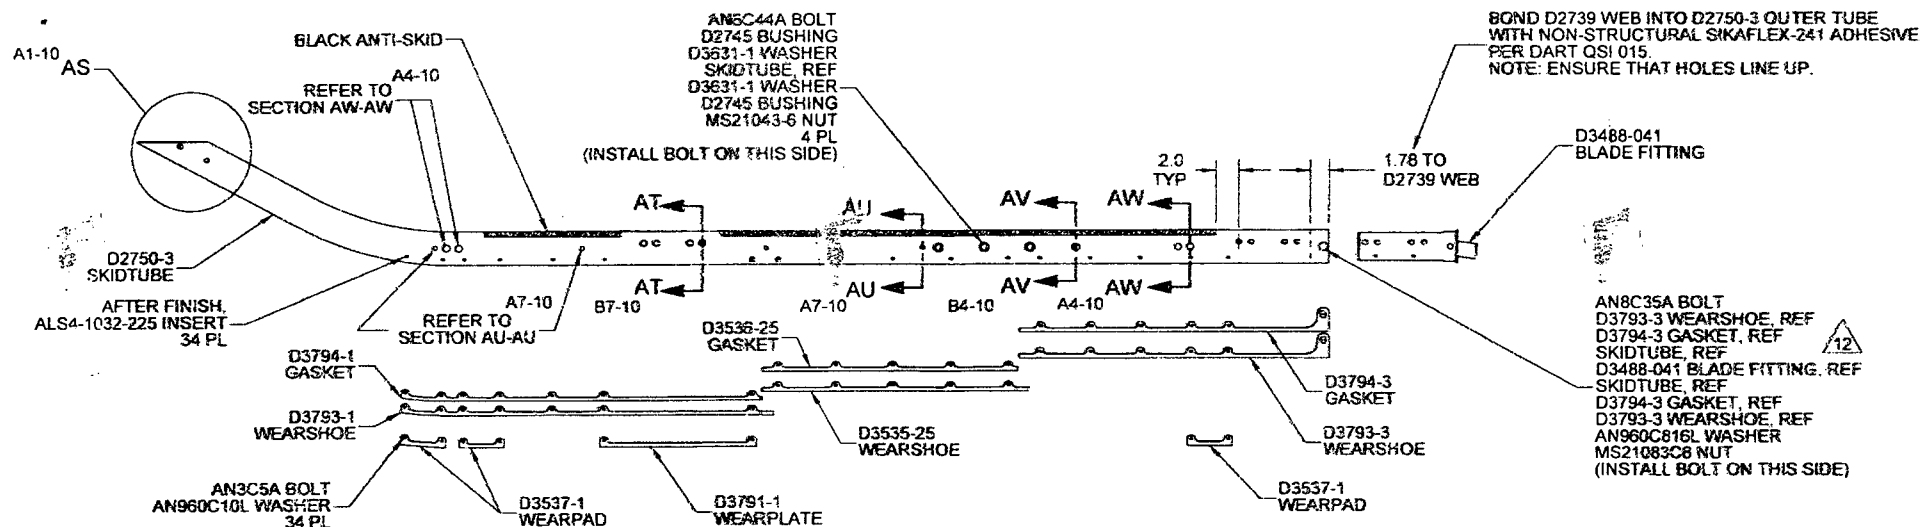 A1-10
AS
BLACK ANTI-SKID
A4-10
REFER TO
SECTION AW-AW
AN6C44A BOLT
D2745 BUSHING
D3631-1 WASHER
SKIDTUBE, REF
D3631-1 WASHER
D2745 BUSHING
MS21043-6 NUT
4 PL
(INSTALL BOLT ON THIS SIDE)
BOND D2739 WEB INTO D2750-3 OUTER TUBE
WITH NON-STRUCTURAL SIKAFLEX-241 ADHESIVE
PER DART QSI 015.
NOTE: ENSURE THAT HOLES LINE UP.
2.0
TYP
1.78 TO
D2739 WEB
D3488-041
BLADE FITTING
AT
AU
AV
AW
D2750-3
SKIDTUBE
AFTER FINISH,
ALS4-1032-225 INSERT
34 PL
REFER TO
SECTION AU-AU
A7-10
B7-10
AT
A7-10
AU
B4-10
AV
A4-10
AW
D3794-1
GASKET
D3793-1
WEARSHOE
AN3C5A BOLT
AN960C10L WASHER
34 PL
D3537-1
WEARPAD
D3791-1
WEARPLATE
D3536-25
GASKET
D3535-25
WEARSHOE
D3794-3
GASKET
D3793-3
WEARSHOE
D3537-1
WEARPAD
AN8C35A BOLT
D3793-3 WEARSHOE, REF
D3794-3 GASKET, REF
SKIDTUBE, REF
D3488-041 BLADE FITTING, REF
SKIDTUBE, REF
D3794-3 GASKET, REF
D3793-3 WEARSHOE, REF
AN960C816L WASHER
MS21083C8 NUT
(INSTALL BOLT ON THIS SIDE)
12